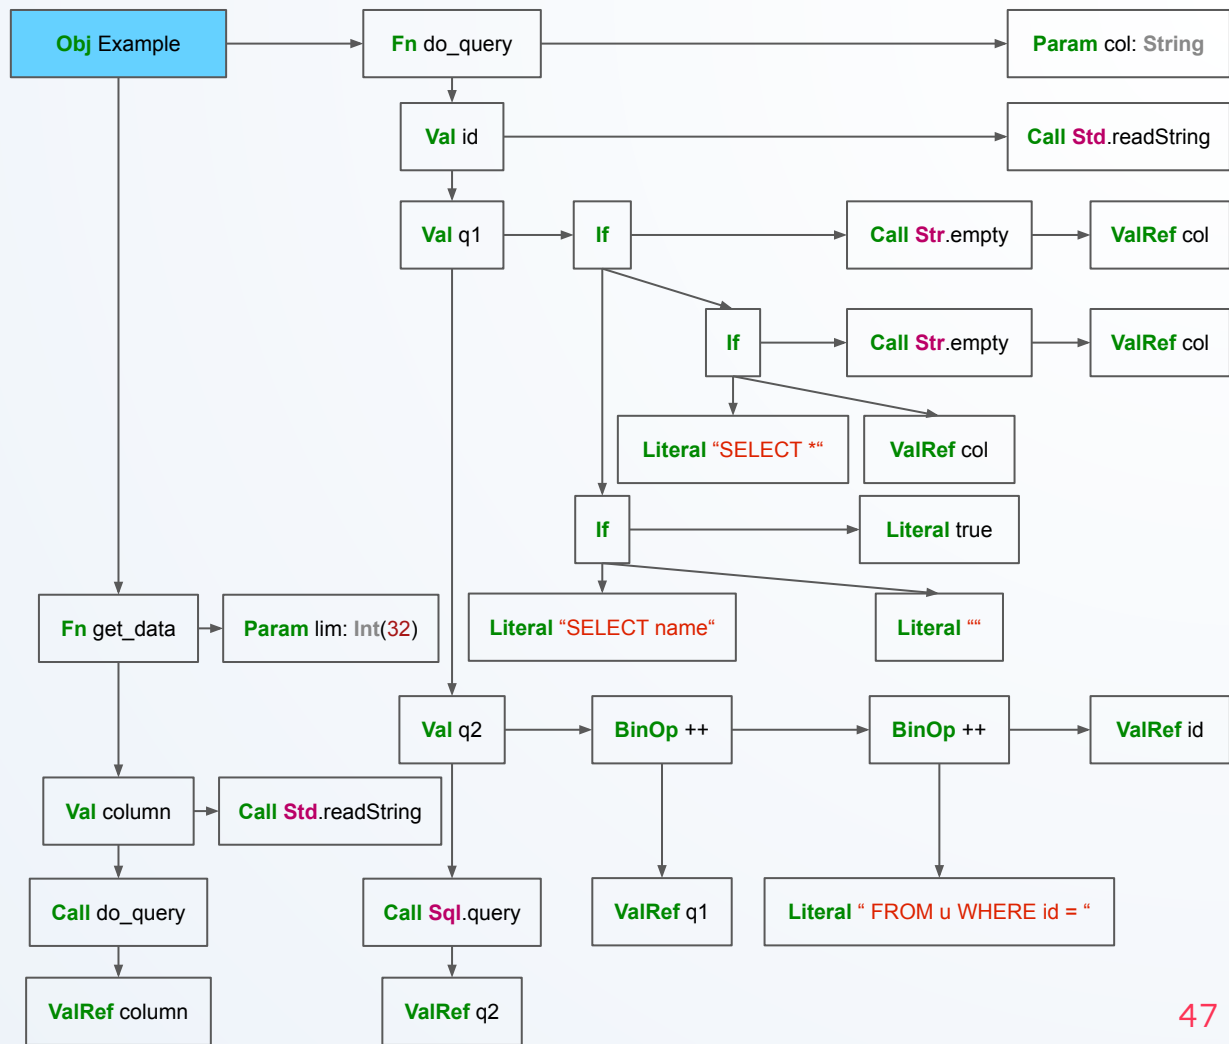 Obj Example
Fn do_query
Param col: String
Val id
Call Std.readString
Val q1
If
Call Str.empty
ValRef col
If
Call Str.empty
ValRef col
Literal “SELECT *“
ValRef col
If
Literal true
Fn get_data
Param lim: Int(32)
Literal “SELECT name“
Literal ““
Val q2
BinOp ++
BinOp ++
ValRef id
Val column
Call Std.readString
Call do_query
Call Sql.query
ValRef q1
Literal “ FROM u WHERE id = “
ValRef column
ValRef q2
47